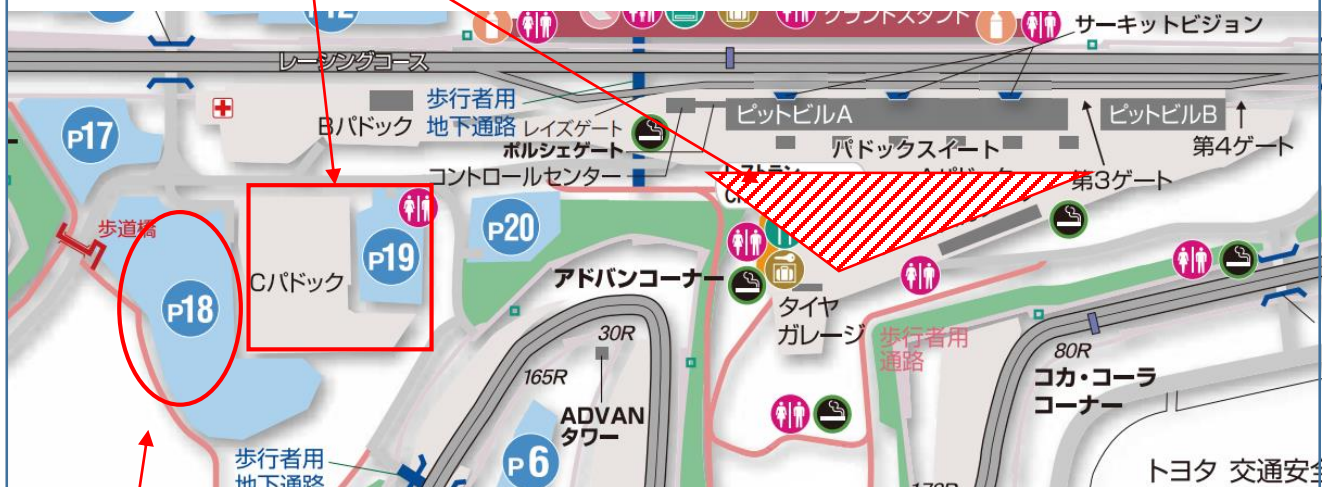 グランドスタンド
サーキットビジョン
レーシングコース
P17
Bパドック
歩行者用
地下通路
レイズゲート
ポルシェゲート
コントロールセンター
ピットビルA
パドックスイート
ピットビルB
第4ゲート
第3ゲート
歩道橋
P18
Cパドック
P19
P20
アドバンコーナー
タイヤ
ガレージ
歩行者用
通路
30R
165R
80R
コカ・コーラ
コーナー
ADVAN
タワー
P6
歩行者用
地下通路
トヨタ 交通安全